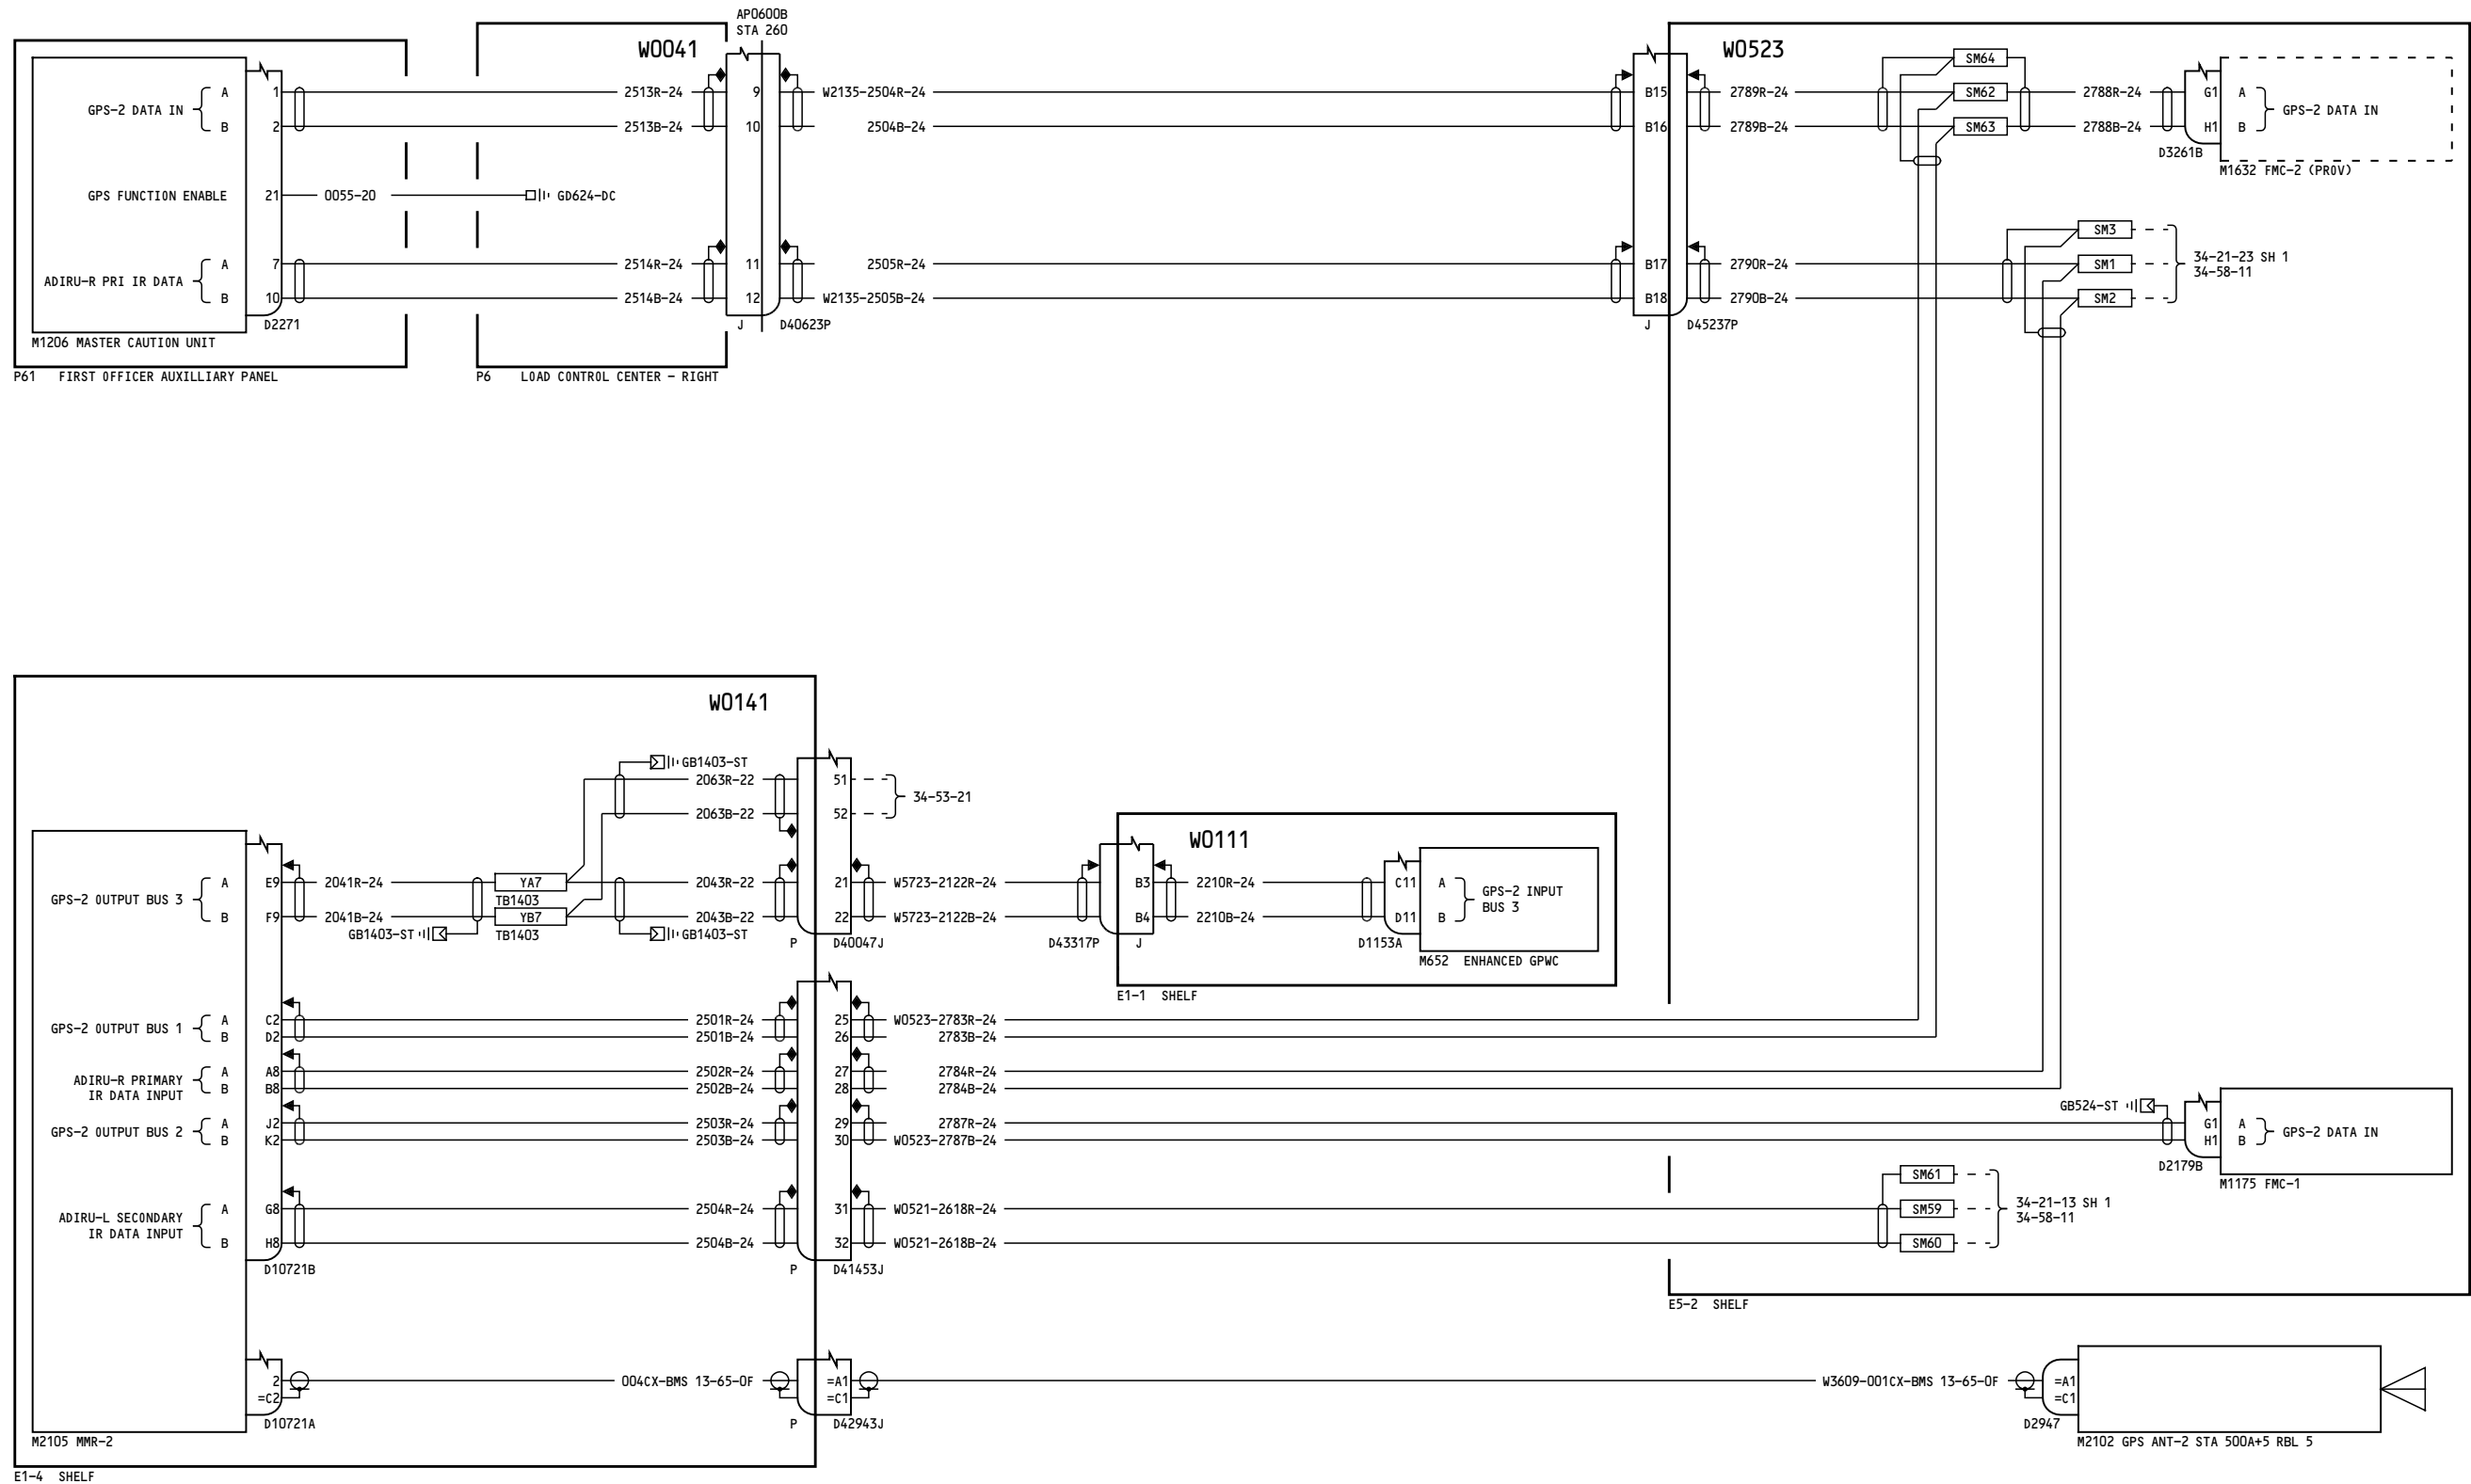 AP0600B
STA 260
W0041
W0523
GPS-2 DATA IN
A 1
B 2
2513R-24
2513B-24
9
10
W2135-2504R-24
2504B-24
B15
B16
2789R-24
2789B-24
SM64
SM62
SM63
2788R-24
2788B-24
G1 A
H1 B
GPS-2 DATA IN
D3261B
M1632 FMC-2 (PROV)
GPS FUNCTION ENABLE 21
0055-20
GD624-DC
ADIRU-R PRI IR DATA
A 7
B 10
2514R-24
2514B-24
11
12
2505R-24
W2135-2505B-24
B17
B18
2790R-24
2790B-24
SM3
SM1
SM2
34-21-23 SH 1
34-58-11
D2271
J D40623P
J D45237P
M1206 MASTER CAUTION UNIT
P61 FIRST OFFICER AUXILLIARY PANEL
P6 LOAD CONTROL CENTER - RIGHT
W0141
GB1403-ST
2063R-22
51
2063B-22
52
34-53-21
W0111
GPS-2 OUTPUT BUS 3
A E9
B F9
2041R-24
2041B-24
YA7
TB1403
YB7
TB1403
GB1403-ST
GB1403-ST
2043R-22
2043B-22
21
22
W5723-2122R-24
W5723-2122B-24
B3
B4
2210R-24
2210B-24
C11 A
D11 B
GPS-2 INPUT
BUS 3
P D40047J
D43317P J
D1153A
M652 ENHANCED GPWC
E1-1 SHELF
GPS-2 OUTPUT BUS 1
A C2
B D2
2501R-24
2501B-24
25
26
W0523-2783R-24
2783B-24
ADIRU-R PRIMARY
IR DATA INPUT
A A8
B B8
2502R-24
2502B-24
27
28
2784R-24
2784B-24
GPS-2 OUTPUT BUS 2
A J2
B K2
2503R-24
2503B-24
29
30
2787R-24
W0523-2787B-24
GB524-ST
G1 A
H1 B
GPS-2 DATA IN
D2179B
M1175 FMC-1
ADIRU-L SECONDARY
IR DATA INPUT
A G8
B H8
2504R-24
2504B-24
31
32
W0521-2618R-24
W0521-2618B-24
SM61
SM59
SM60
34-21-13 SH 1
34-58-11
D10721B
P D41453J
E5-2 SHELF
2
=C2
004CX-BMS 13-65-0F
=A1
=C1
W3609-001CX-BMS 13-65-0F
=A1
=C1
D10721A
P D42943J
D2947
M2105 MMR-2
M2102 GPS ANT-2 STA 500A+5 RBL 5
E1-4 SHELF